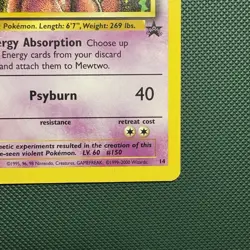 Pokémon. Length: 6'7", Weight: 269 lbs.
ergy Absorption Choose up
Energy cards from your discard
and attach them to Mewtwo.
Psyburn 40
resistance retreat cost
etic experiments resulted in the creation of this
e-seen violent Pokémon. LV. 60 #150
©1995, 96, 98 Nintendo, Creatures, GAMEFREAK. ©1999-2000 Wizards. 14